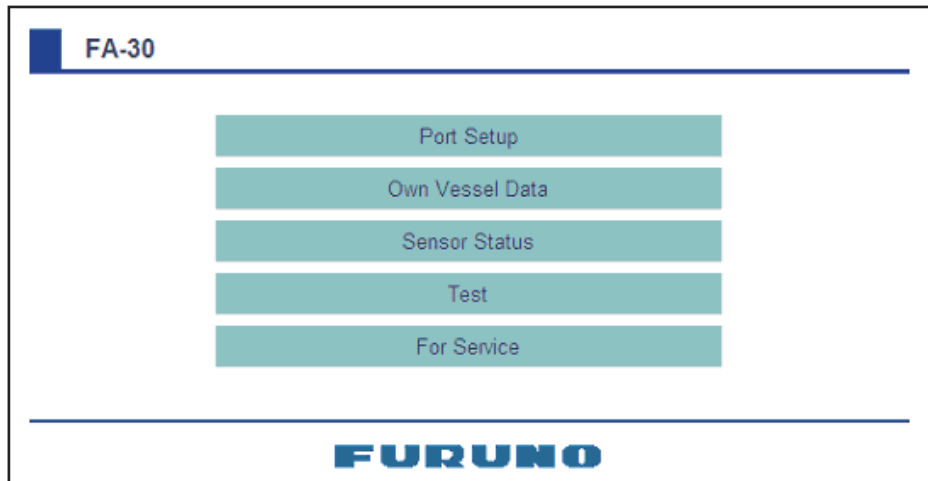 FA-30
Port Setup
Own Vessel Data
Sensor Status
Test
For Service
FURUNO